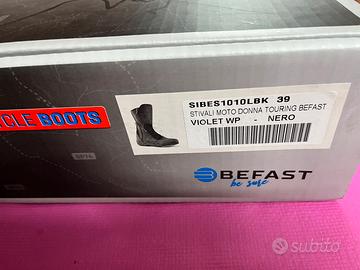 CLE BOOTS
SIBES1010LBK 39
STIVALI MOTO DONNA TOURING BEFAST
VIOLET WP - NERO
BEFAST
be safe
subito